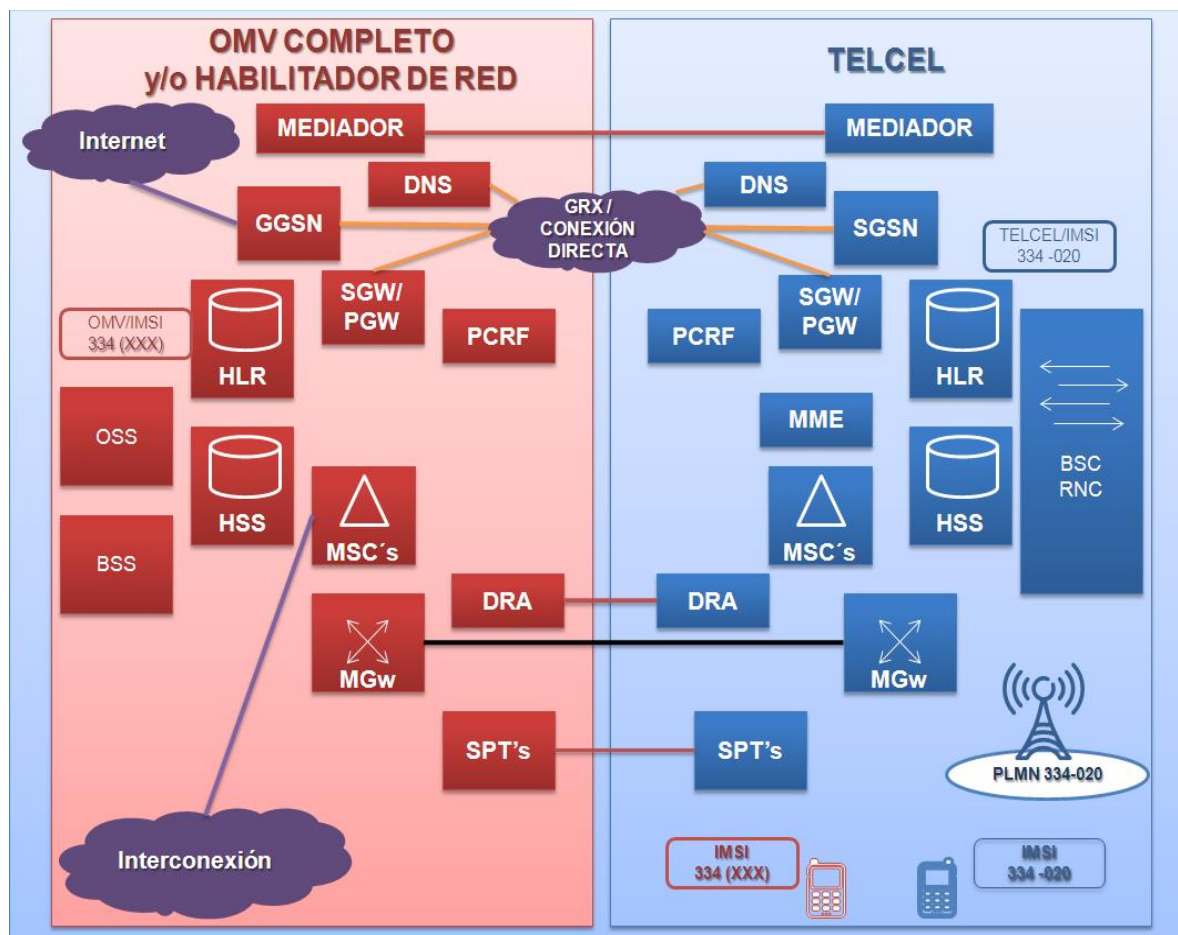 OMV COMPLETO
y/o HABILITADOR DE RED
TELCEL
Internet
MEDIADOR
MEDIADOR
DNS
DNS
GGSN
GRX /
CONEXIÓN
DIRECTA
SGSN
TELCEL/IMSI
334 -020
SGW/
PGW
SGW/
PGW
OMV/IMSI
334 (XXX)
HLR
PCRF
PCRF
HLR
OSS
MME
BSC
RNC
HSS
MSC´s
MSC´s
HSS
BSS
DRA
DRA
MGw
MGw
SPT’s
SPT’s
PLMN 334-020
Interconexión
IMSI
334 (XXX)
IMSI
334 -020